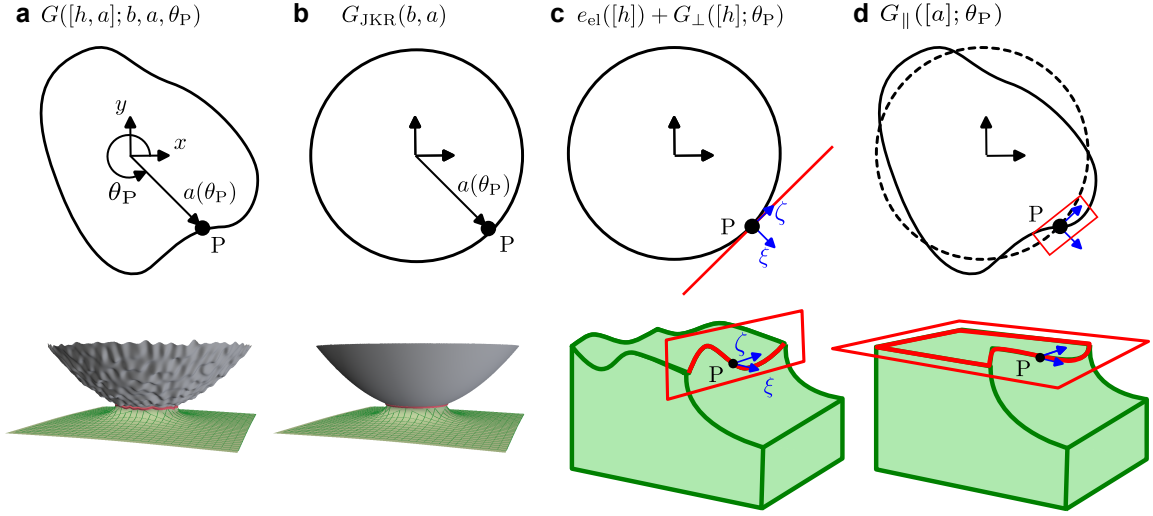 a G([h, a]; b, a, θ_P)
y
x
θ_P
a(θ_P)
P
b G_JKR(b, a)
a(θ_P)
P
c e_el([h]) + G_⊥([h]; θ_P)
P
ζ
ξ
ζ
P
ξ
d G_∥([a]; θ_P)
P
P